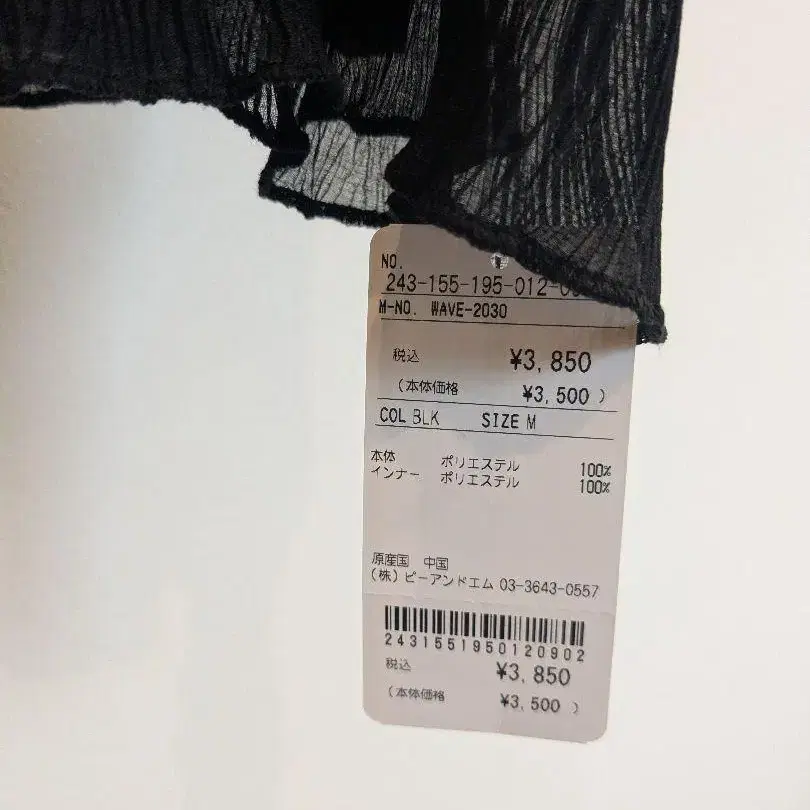 NO.
243-155-195-012-0
M-NO. WAVE-2030
税込 ¥3,850
(本体価格 ¥3,500 )
COL BLK SIZE M
本体 ポリエステル 100%
インナー ポリエステル 100%
原産国 中国
(株)ピーアンドエム 03-3643-0557
2431551950120902
税込 ¥3,850
(本体価格 ¥3,500 )